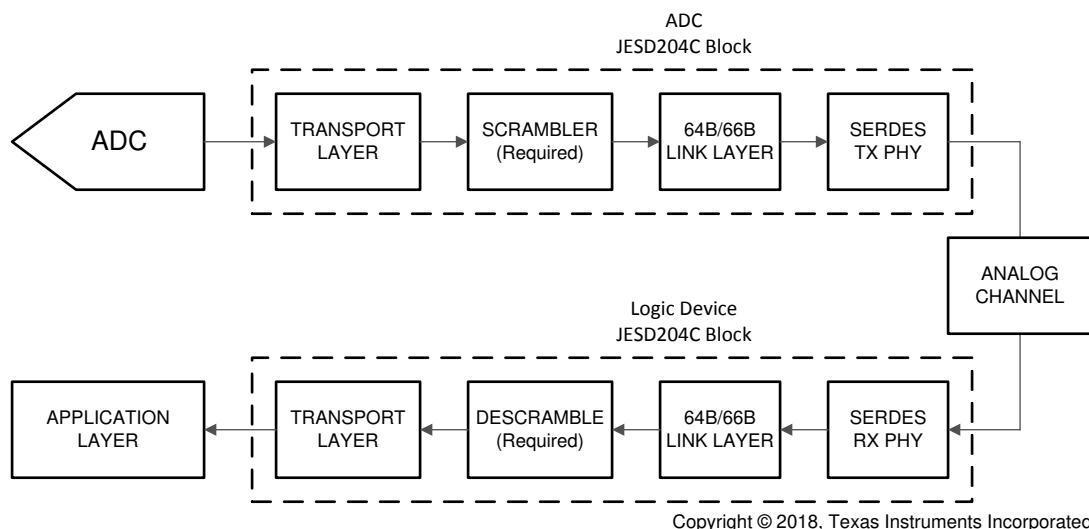 ADC
JESD204C Block
ADC
TRANSPORT
LAYER
SCRAMBLER
(Required)
64B/66B
LINK LAYER
SERDES
TX PHY
ANALOG
CHANNEL
Logic Device
JESD204C Block
APPLICATION
LAYER
TRANSPORT
LAYER
DESCRAMBLE
(Required)
64B/66B
LINK LAYER
SERDES
RX PHY
Copyright © 2018, Texas Instruments Incorporated